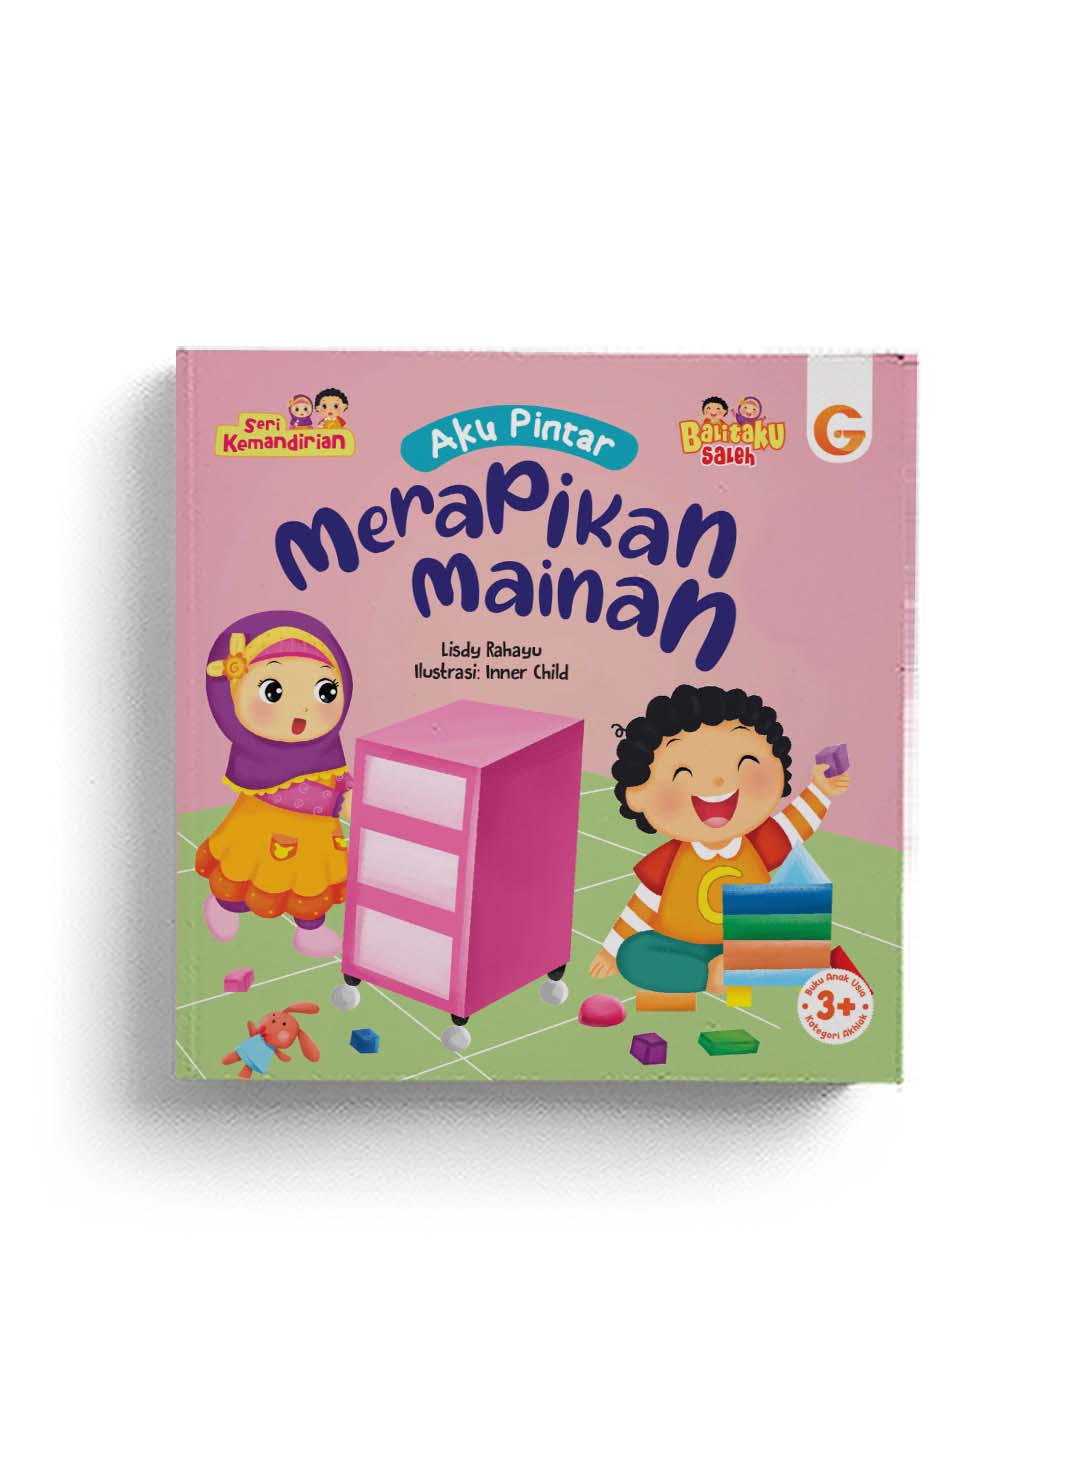 Seri
Kemandirian
Balitaku
Saleh
G
Aku Pintar
Merapikan
Mainan
Lisdy Rahayu
Ilustrasi: Inner Child
C
Buku Anak Usia
3+
Kategori Akhlak